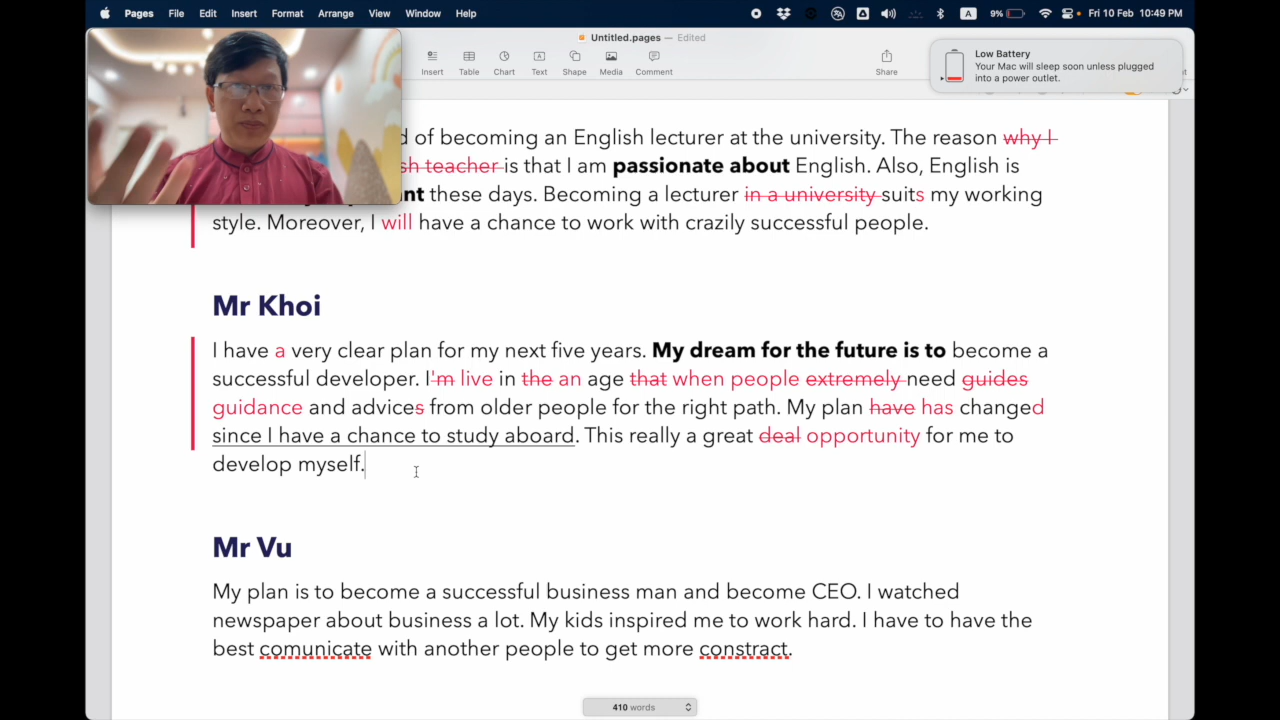 Pages File Edit Insert Format Arrange View Window Help A 9% Fri 10 Feb 10:49 PM
Untitled.pages — Edited
Insert Table Chart Text Shape Media Comment Share
Low Battery
Your Mac will sleep soon unless plugged
into a power outlet.
d of becoming an English lecturer at the university. The reason why I
sh teacher is that I am passionate about English. Also, English is
nt these days. Becoming a lecturer in a university suits my working
style. Moreover, I will have a chance to work with crazily successful people.
Mr Khoi
I have a very clear plan for my next five years. My dream for the future is to become a
successful developer. I'm live in the an age that when people extremely need guides
guidance and advices from older people for the right path. My plan have has changed
since I have a chance to study aboard. This really a great deal opportunity for me to
develop myself.
Mr Vu
My plan is to become a successful business man and become CEO. I watched
newspaper about business a lot. My kids inspired me to work hard. I have to have the
best comunicate with another people to get more constract.
410 words